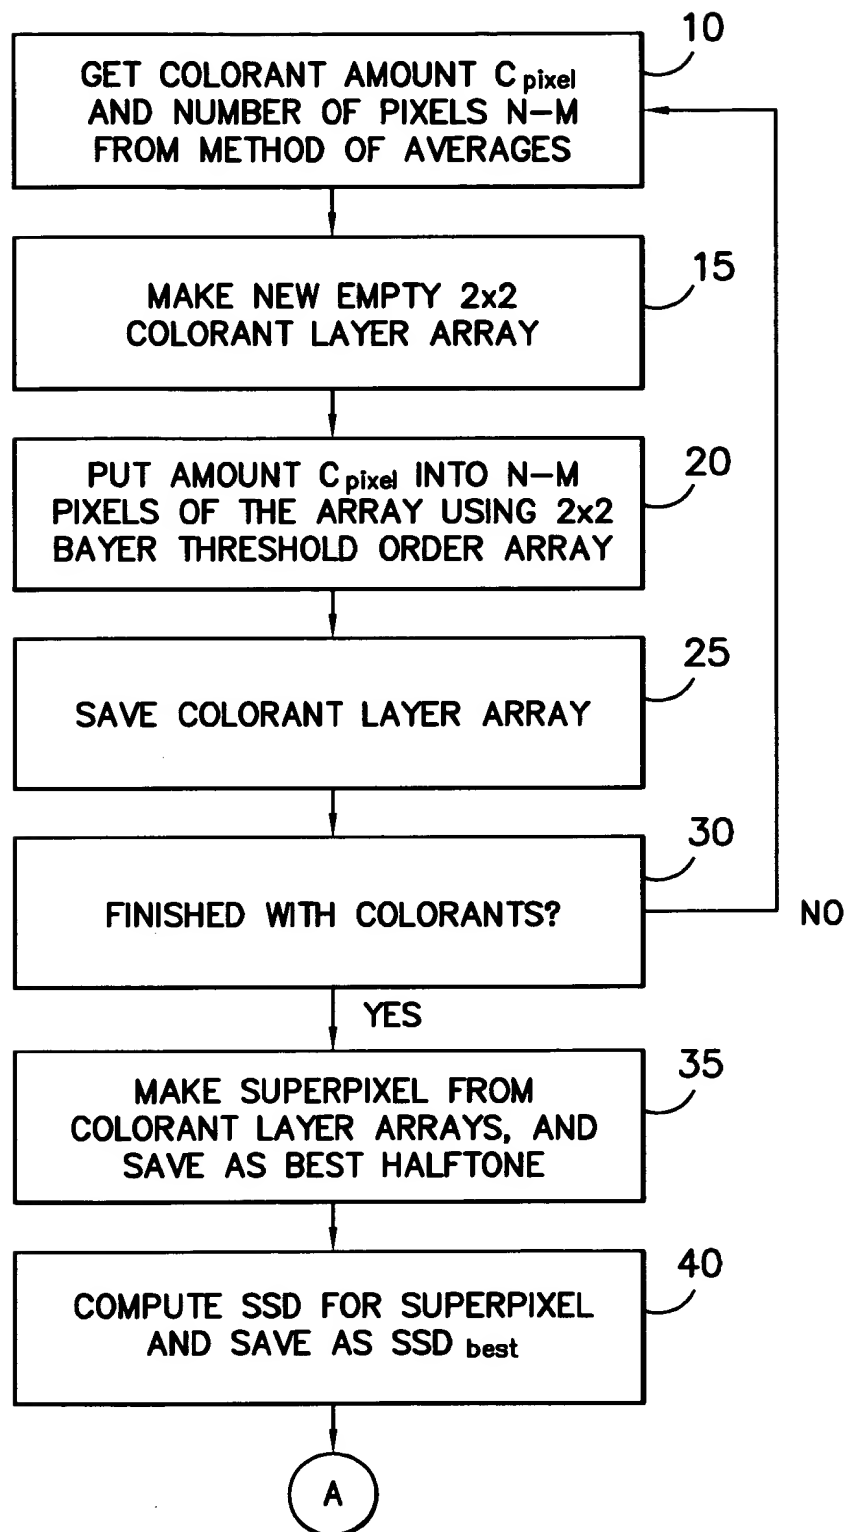 10
GET COLORANT AMOUNT Cpixel
AND NUMBER OF PIXELS N-M
FROM METHOD OF AVERAGES
15
MAKE NEW EMPTY 2x2
COLORANT LAYER ARRAY
20
PUT AMOUNT Cpixel INTO N-M
PIXELS OF THE ARRAY USING 2x2
BAYER THRESHOLD ORDER ARRAY
25
SAVE COLORANT LAYER ARRAY
30
FINISHED WITH COLORANTS?
NO
YES
35
MAKE SUPERPIXEL FROM
COLORANT LAYER ARRAYS, AND
SAVE AS BEST HALFTONE
40
COMPUTE SSD FOR SUPERPIXEL
AND SAVE AS SSD best
A